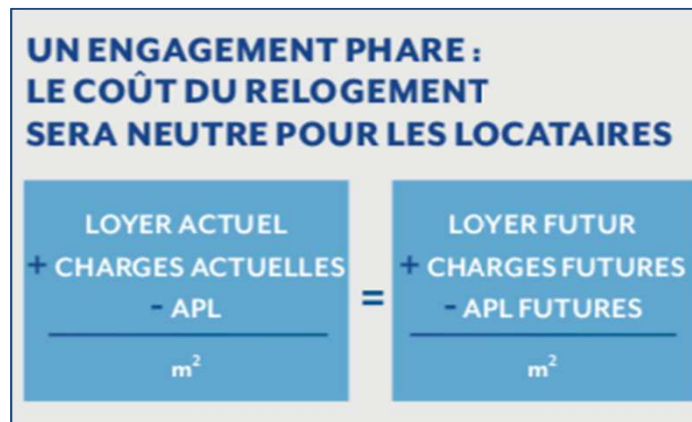 UN ENGAGEMENT PHARE :
LE COÛT DU RELOGEMENT
SERA NEUTRE POUR LES LOCATAIRES
LOYER ACTUEL
+ CHARGES ACTUELLES
- APL
m²
=
LOYER FUTUR
+ CHARGES FUTURES
- APL FUTURES
m²